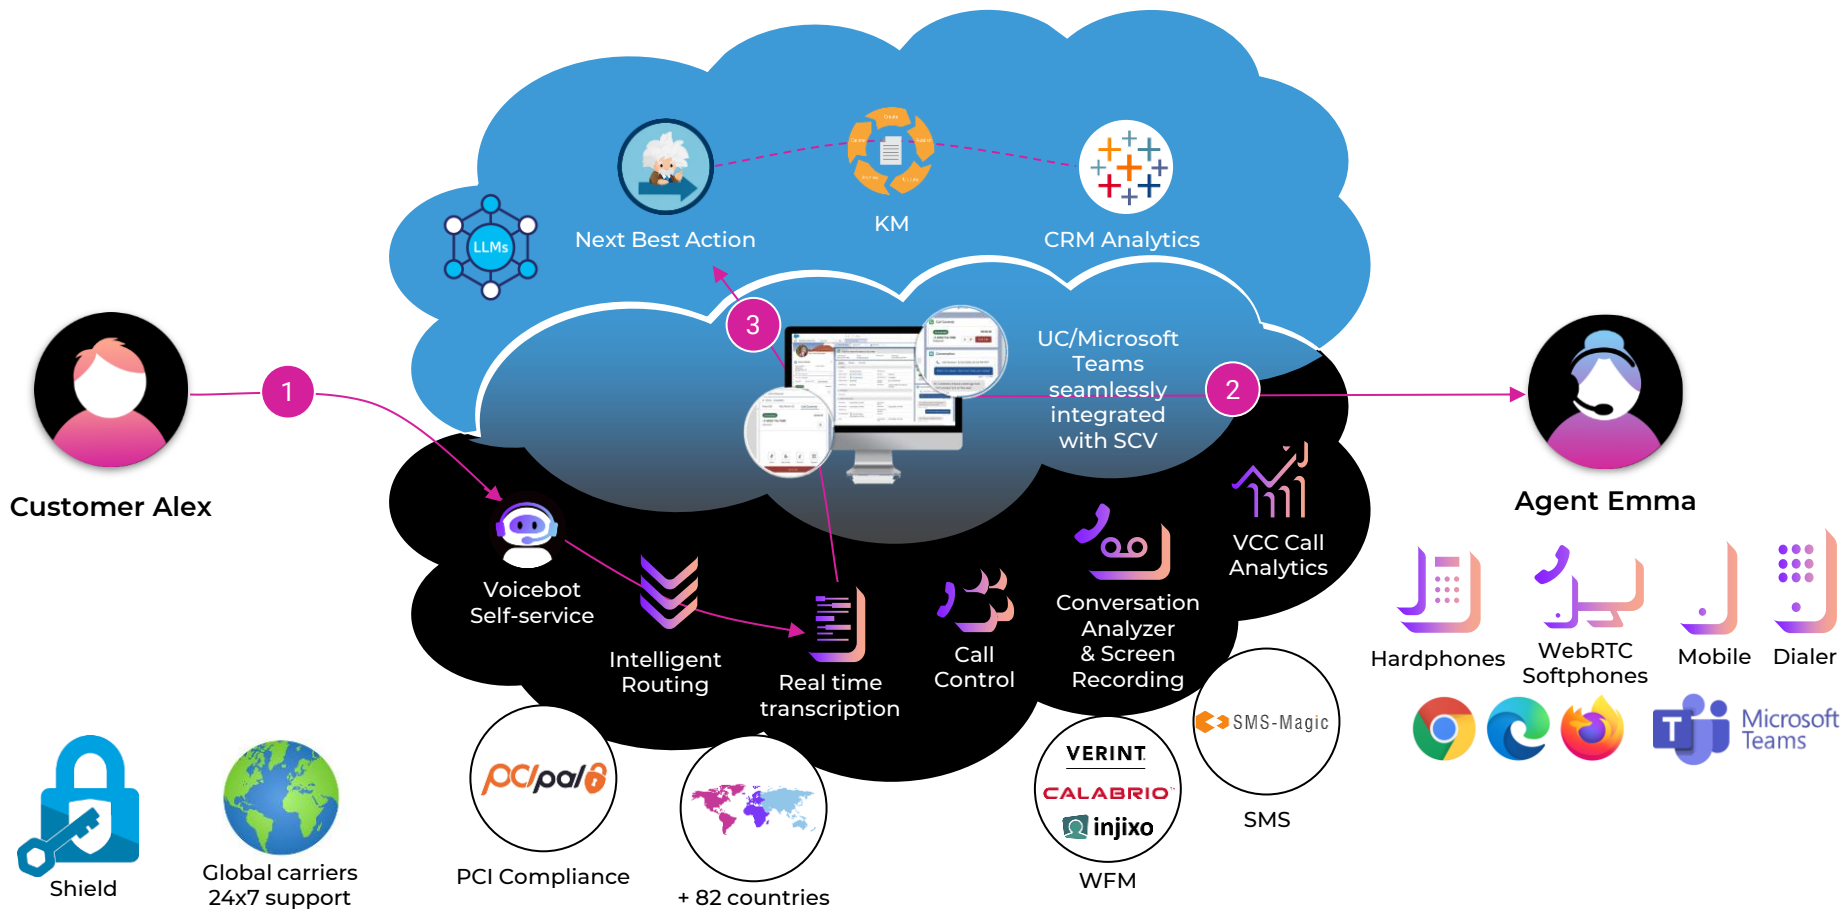 Create
KM
Next Best Action
CRM Analytics
LLMs
3
UC/Microsoft
Teams
seamlessly
integrated
with SCV
1
2
Customer Alex
Agent Emma
Voicebot
Self-service
Intelligent
Routing
Real time
transcription
Call
Control
Conversation
Analyzer
& Screen
Recording
VCC Call
Analytics
Hardphones
WebRTC
Softphones
Mobile
Dialer
T
Microsoft
Teams
Shield
Global carriers
24x7 support
pcipal
PCI Compliance
+ 82 countries
VERINT.
CALABRIO™
injixo
WFM
SMS-Magic
SMS